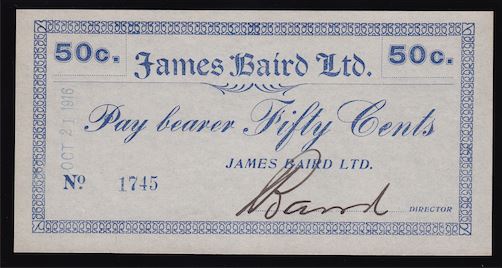 50c.
James Baird Ltd.
50c.
OCT 21 1916
Pay bearer Fifty Cents
JAMES BAIRD LTD.
No. 1745
Baird
DIRECTOR